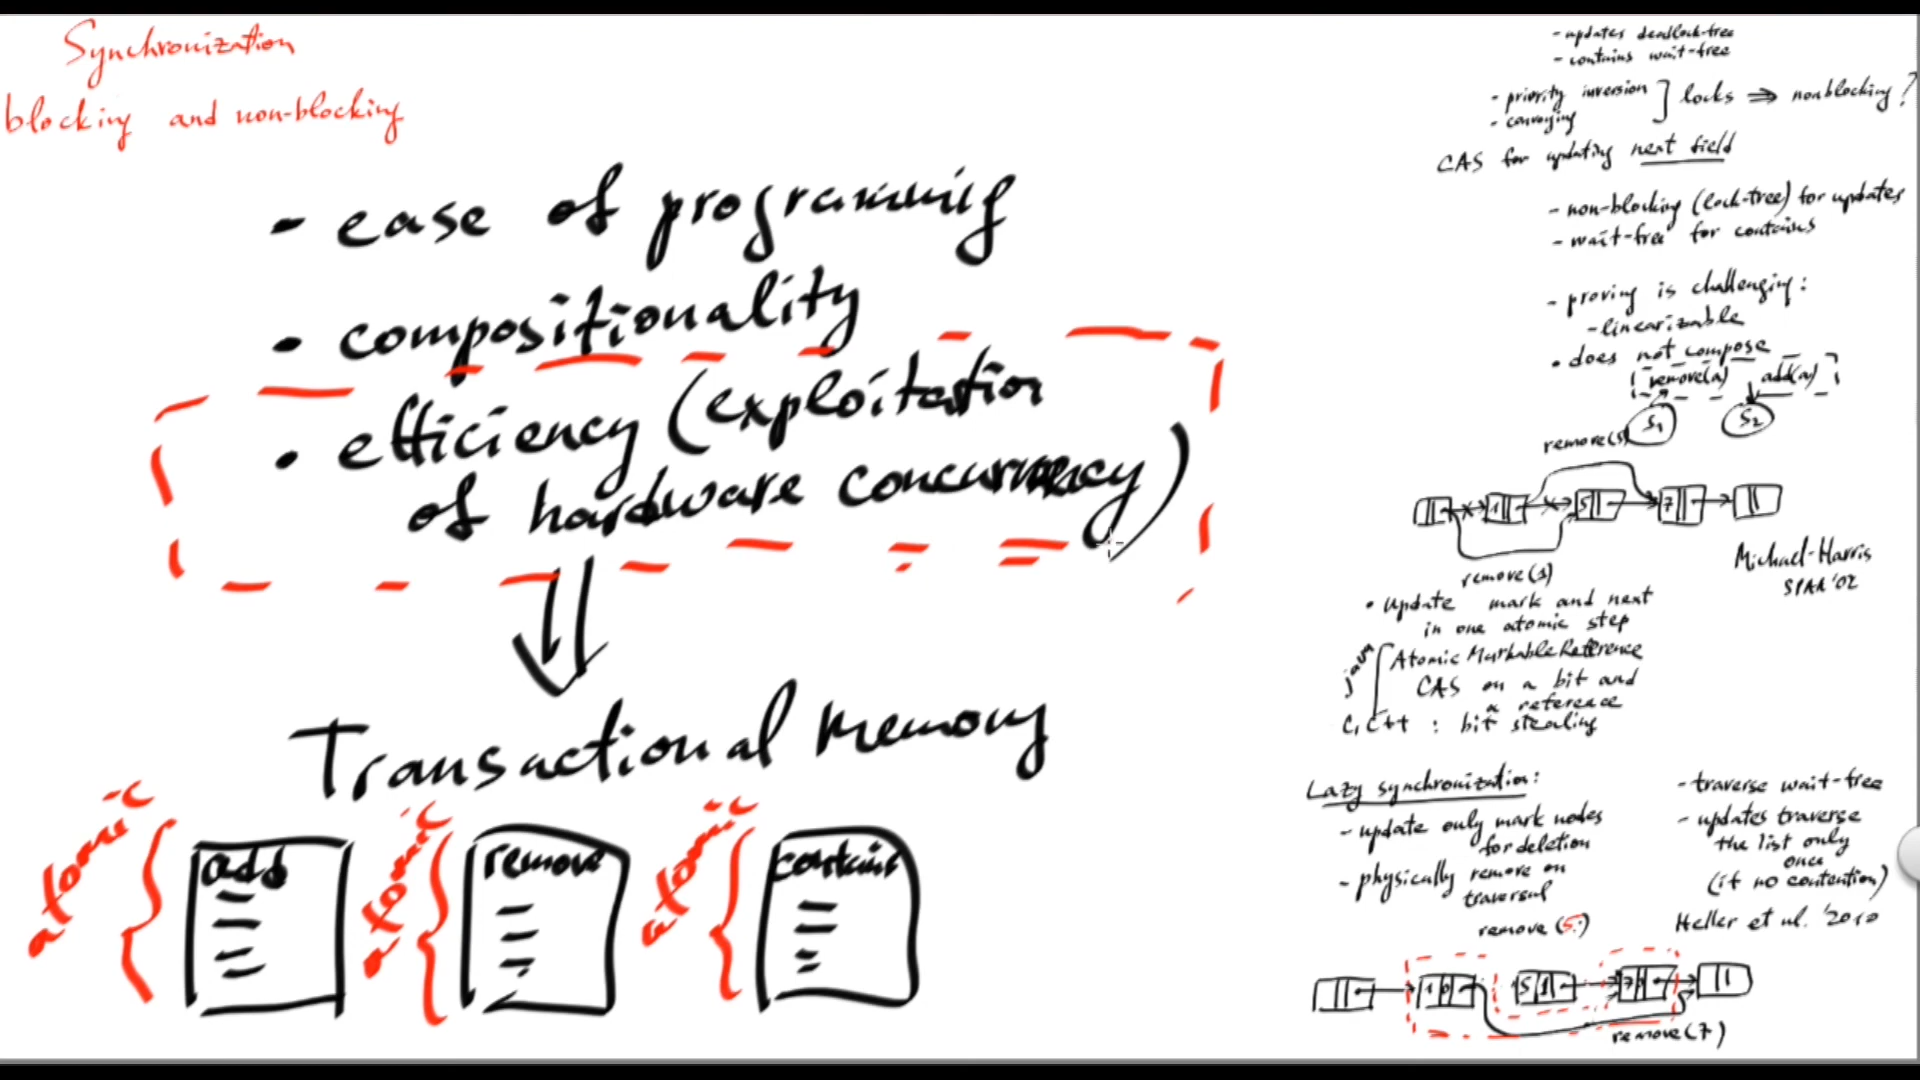 Synchronization
blocking and non-blocking
- ease of programming
• compositionality
• efficiency (exploitation
of hardware concurrency)
Transactional Memory
atomic { add
atomic { remove
atomic { contains
- updates deadlock-free
- contains wait-free
- priority inversion
- convoying
] locks ⇒ nonblocking?
CAS for updating next field
- non-blocking (lock-free) for updates
- wait-free for contains
- proving is challenging:
- linearizable
• does not compose
remove(a) add(a)
S1 S2
remove(5)
1 5 7
remove(1)
Michael-Harris
SPAA'02
• update mark and next
in one atomic step
java
AtomicMarkableReference
CAS on a bit and
a reference
C, C++ : bit stealing
Lazy synchronization:
- update only mark nodes
for deletion
- physically remove on
traversal
- traverse wait-free
- updates traverse
the list only
once
(if no contention)
Heller et al. '2010
remove (5)
1 0 5 1 7
remove(7)